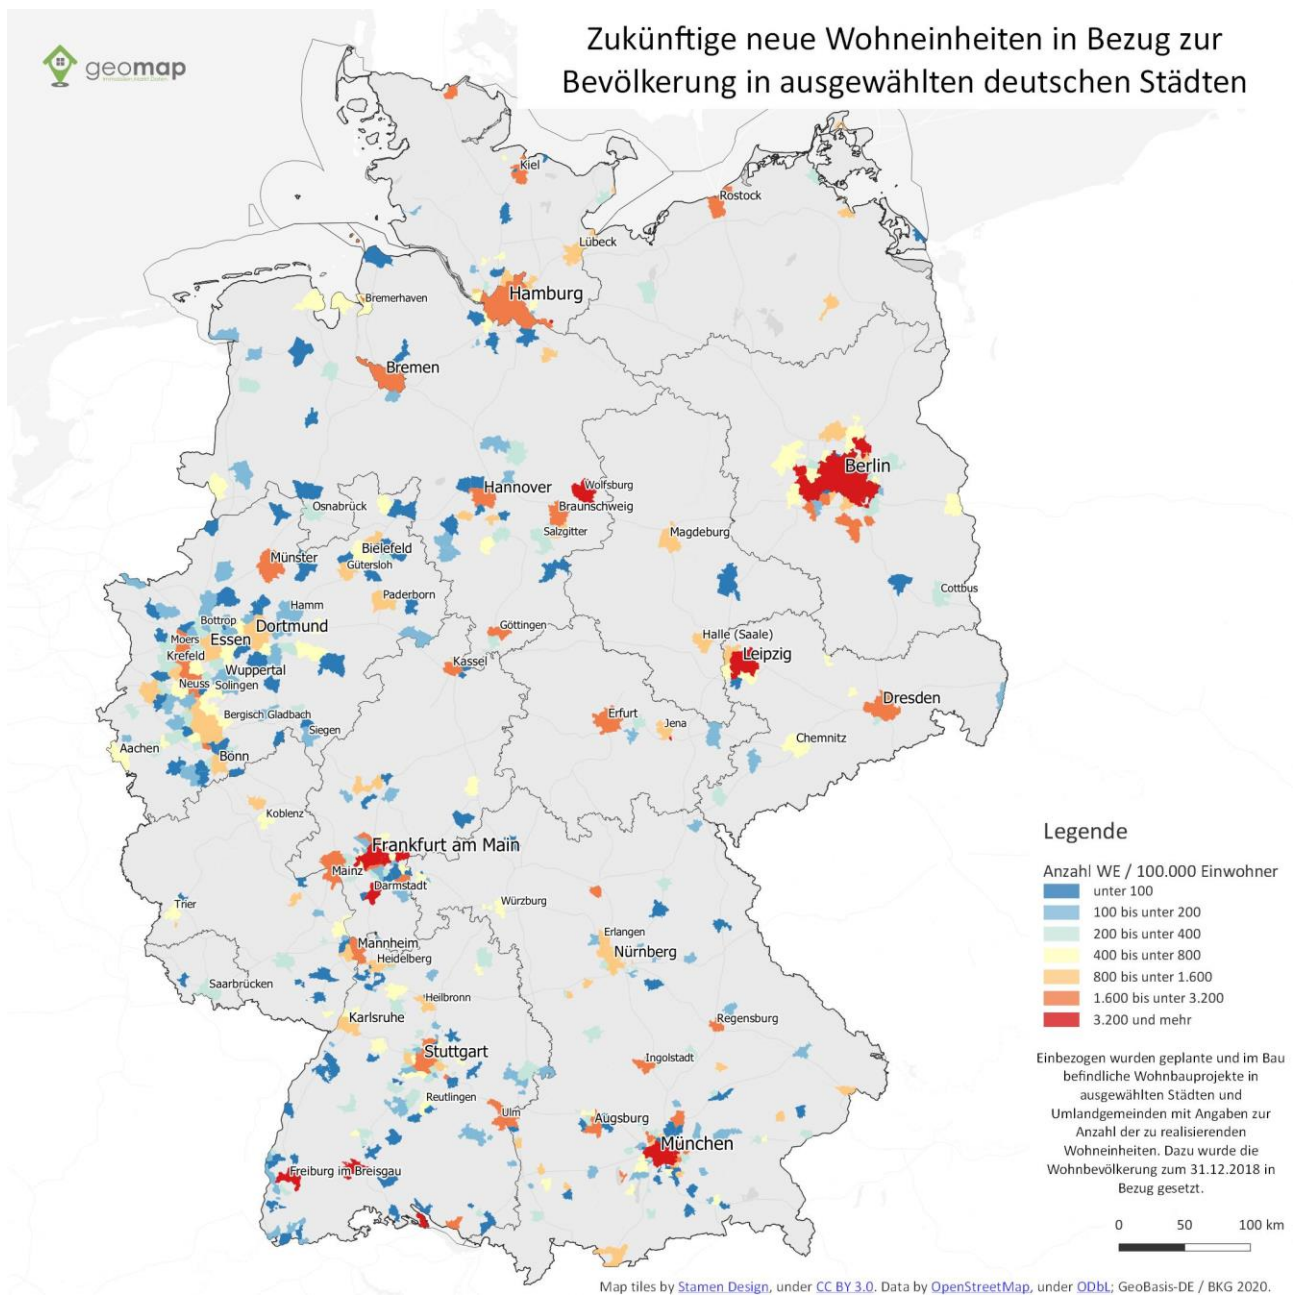 Zukünftige neue Wohneinheiten in Bezug zur
Bevölkerung in ausgewählten deutschen Städten
geomap
Kiel
Rostock
Lübeck
Hamburg
Bremerhaven
Bremen
Berlin
Hannover
Wolfsburg
Braunschweig
Osnabrück
Salzgitter
Magdeburg
Münster
Bielefeld
Gütersloh
Paderborn
Cottbus
Hamm
Bottrop
Dortmund
Moers
Essen
Göttingen
Halle (Saale)
Leipzig
Krefeld
Kassel
Wuppertal
Neuss
Solingen
Dresden
Bergisch Gladbach
Erfurt
Jena
Siegen
Chemnitz
Aachen
Bonn
Koblenz
Frankfurt am Main
Mainz
Darmstadt
Trier
Würzburg
Erlangen
Mannheim
Nürnberg
Heidelberg
Saarbrücken
Heilbronn
Karlsruhe
Regensburg
Stuttgart
Ingolstadt
Reutlingen
Ulm
Augsburg
München
Freiburg im Breisgau
Legende
Anzahl WE / 100.000 Einwohner
unter 100
100 bis unter 200
200 bis unter 400
400 bis unter 800
800 bis unter 1.600
1.600 bis unter 3.200
3.200 und mehr
Einbezogen wurden geplante und im Bau
befindliche Wohnbauprojekte in
ausgewählten Städten und
Umlandgemeinden mit Angaben zur
Anzahl der zu realisierenden
Wohneinheiten. Dazu wurde die
Wohnbevölkerung zum 31.12.2018 in
Bezug gesetzt.
0 50 100 km
Map tiles by Stamen Design, under CC BY 3.0. Data by OpenStreetMap, under ODbL; GeoBasis-DE / BKG 2020.